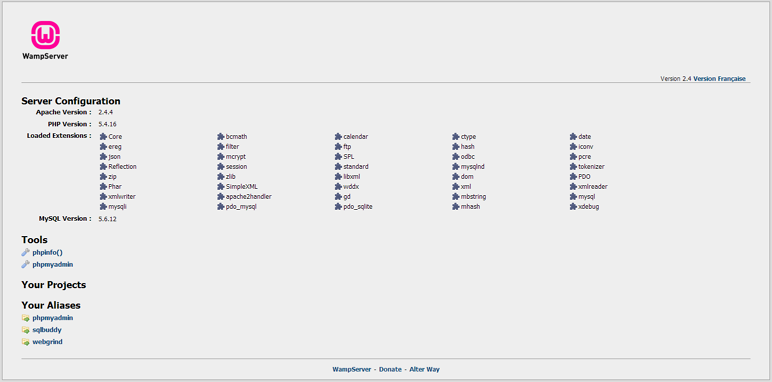 W
WampServer
Version 2.4 Version Française
Server Configuration
Apache Version : 2.4.4
PHP Version : 5.4.16
Loaded Extensions : Core bcmath calendar ctype date
ereg filter ftp hash iconv
json mcrypt SPL odbc pcre
Reflection session standard mysqlnd tokenizer
zip zlib libxml dom PDO
Phar SimpleXML wddx xml xmlreader
xmlwriter apache2handler gd mbstring mysql
mysqli pdo_mysql pdo_sqlite mhash xdebug
MySQL Version : 5.6.12
Tools
phpinfo()
phpmyadmin
Your Projects
Your Aliases
phpmyadmin
sqlbuddy
webgrind
WampServer - Donate - Alter Way